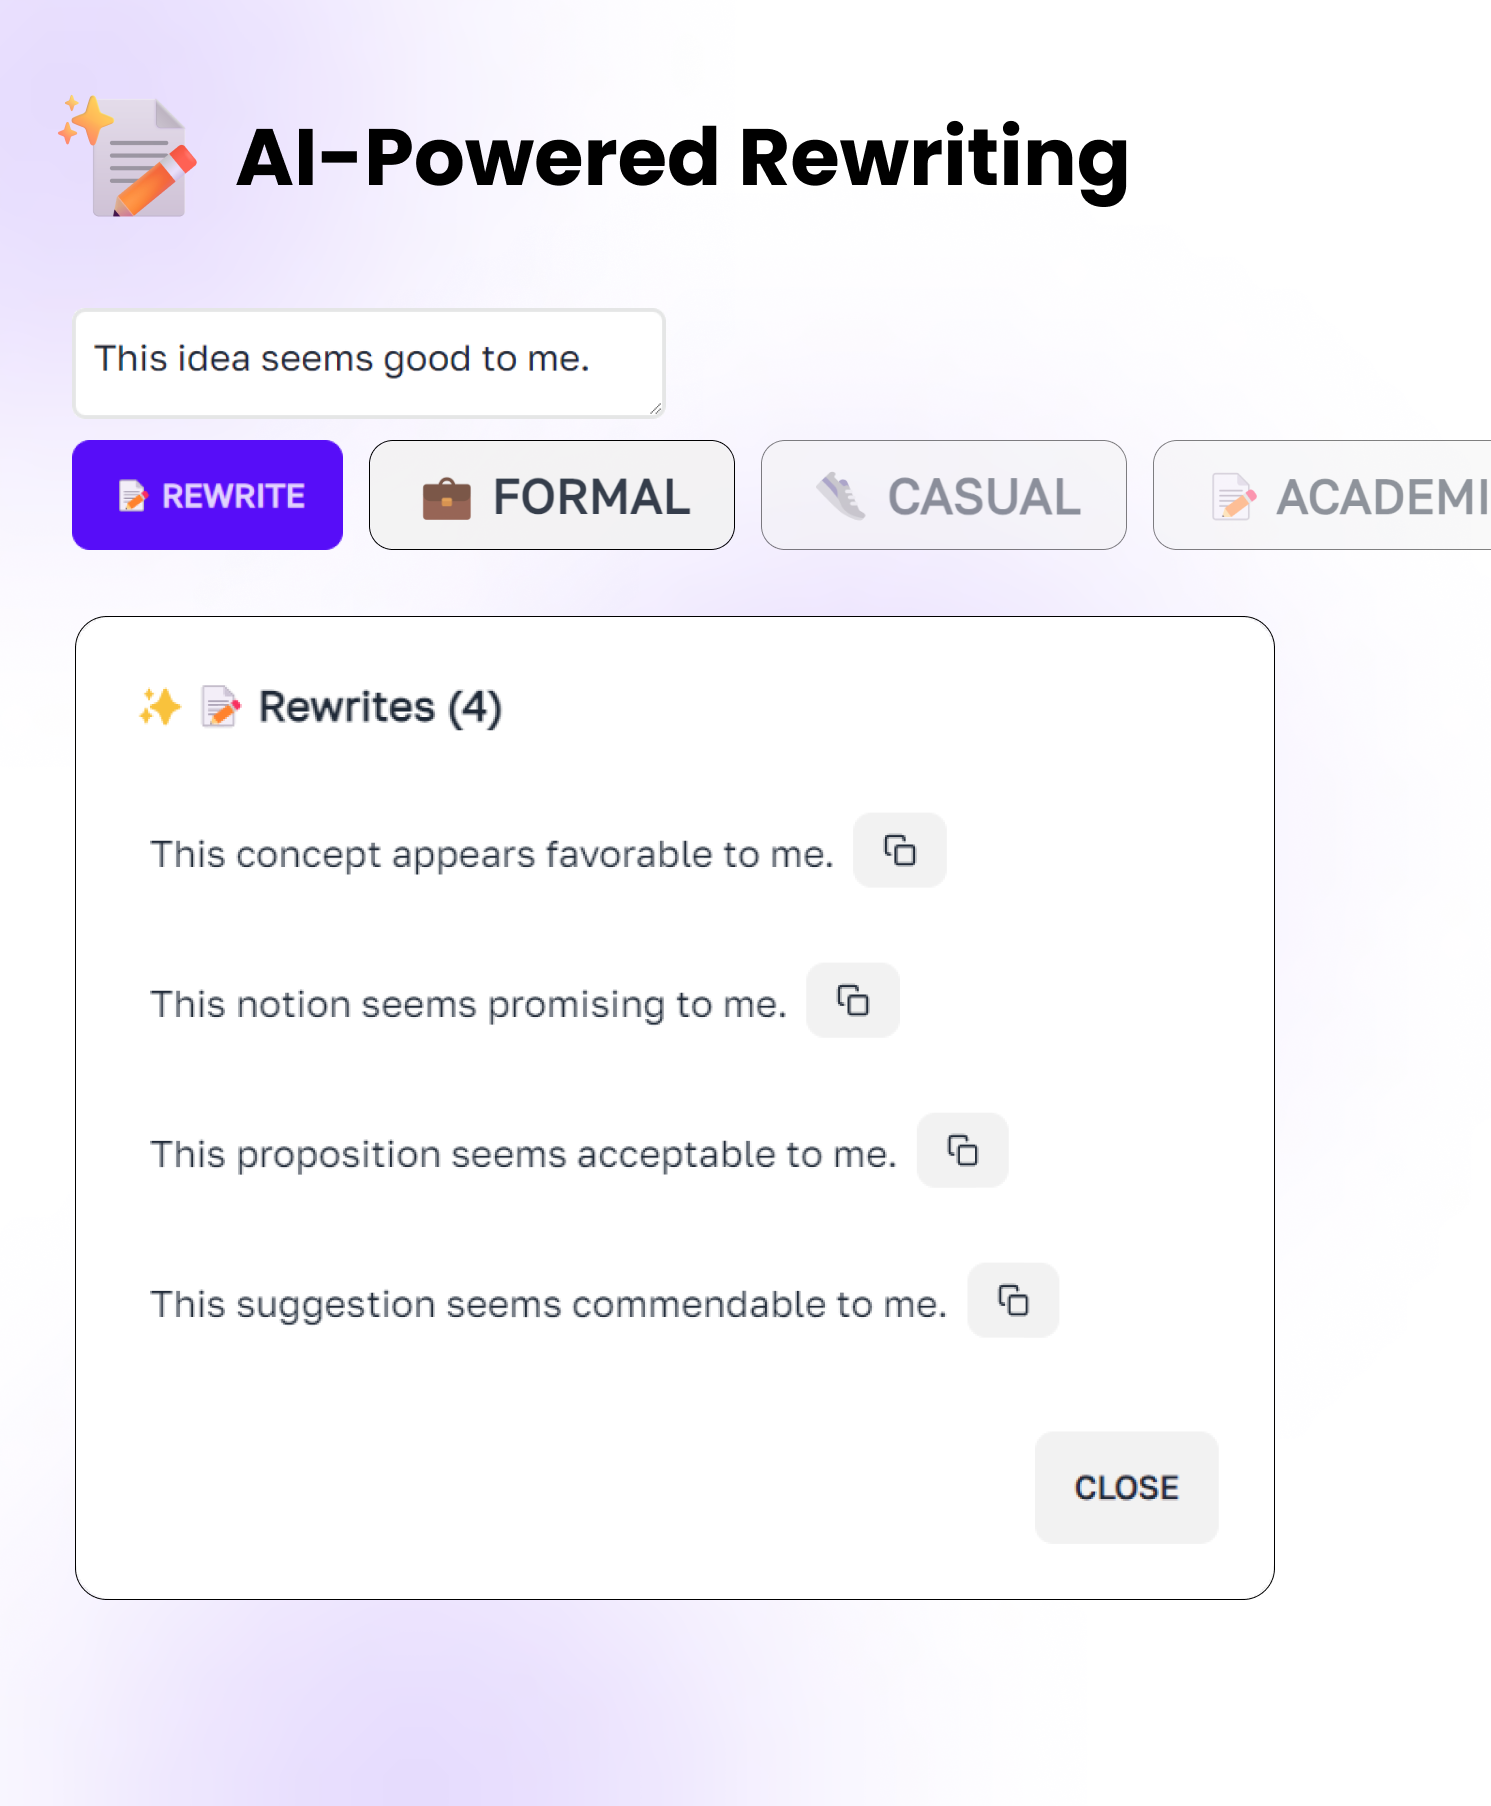 AI-Powered Rewriting
This idea seems good to me.
REWRITE FORMAL CASUAL ACADEMI
Rewrites (4)
This concept appears favorable to me.
This notion seems promising to me.
This proposition seems acceptable to me.
This suggestion seems commendable to me.
CLOSE